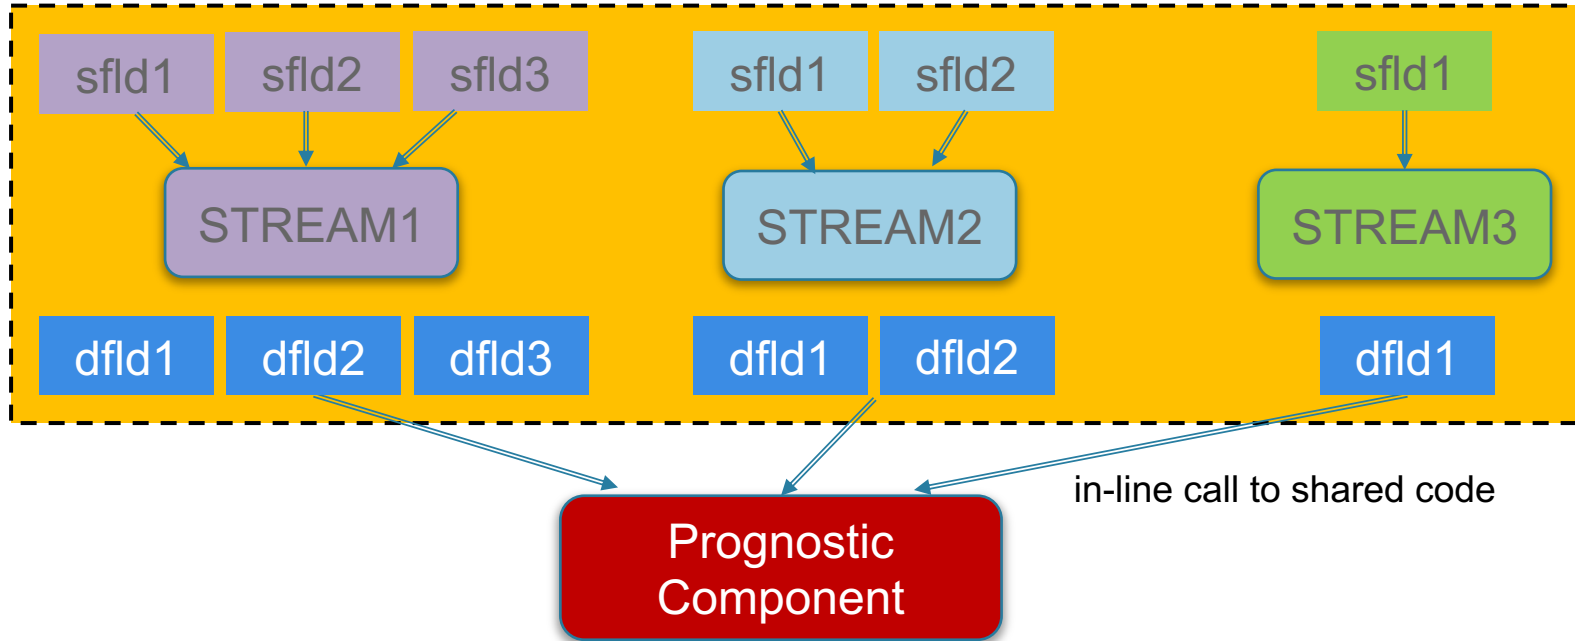 sfld1 sfld2 sfld3 sfld1 sfld2 sfld1
STREAM1 STREAM2 STREAM3
dfld1 dfld2 dfld3 dfld1 dfld2 dfld1
in-line call to shared code
Prognostic
Component